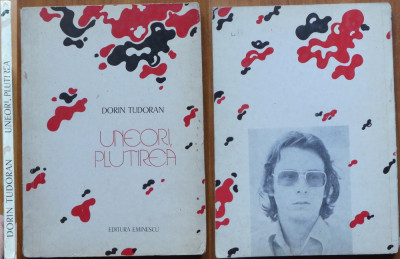 DORIN TUDORAN UNEORI, PLUTIREA
DORIN TUDORAN
UNEORI,
PLUTIREA
EDITURA EMINESCU